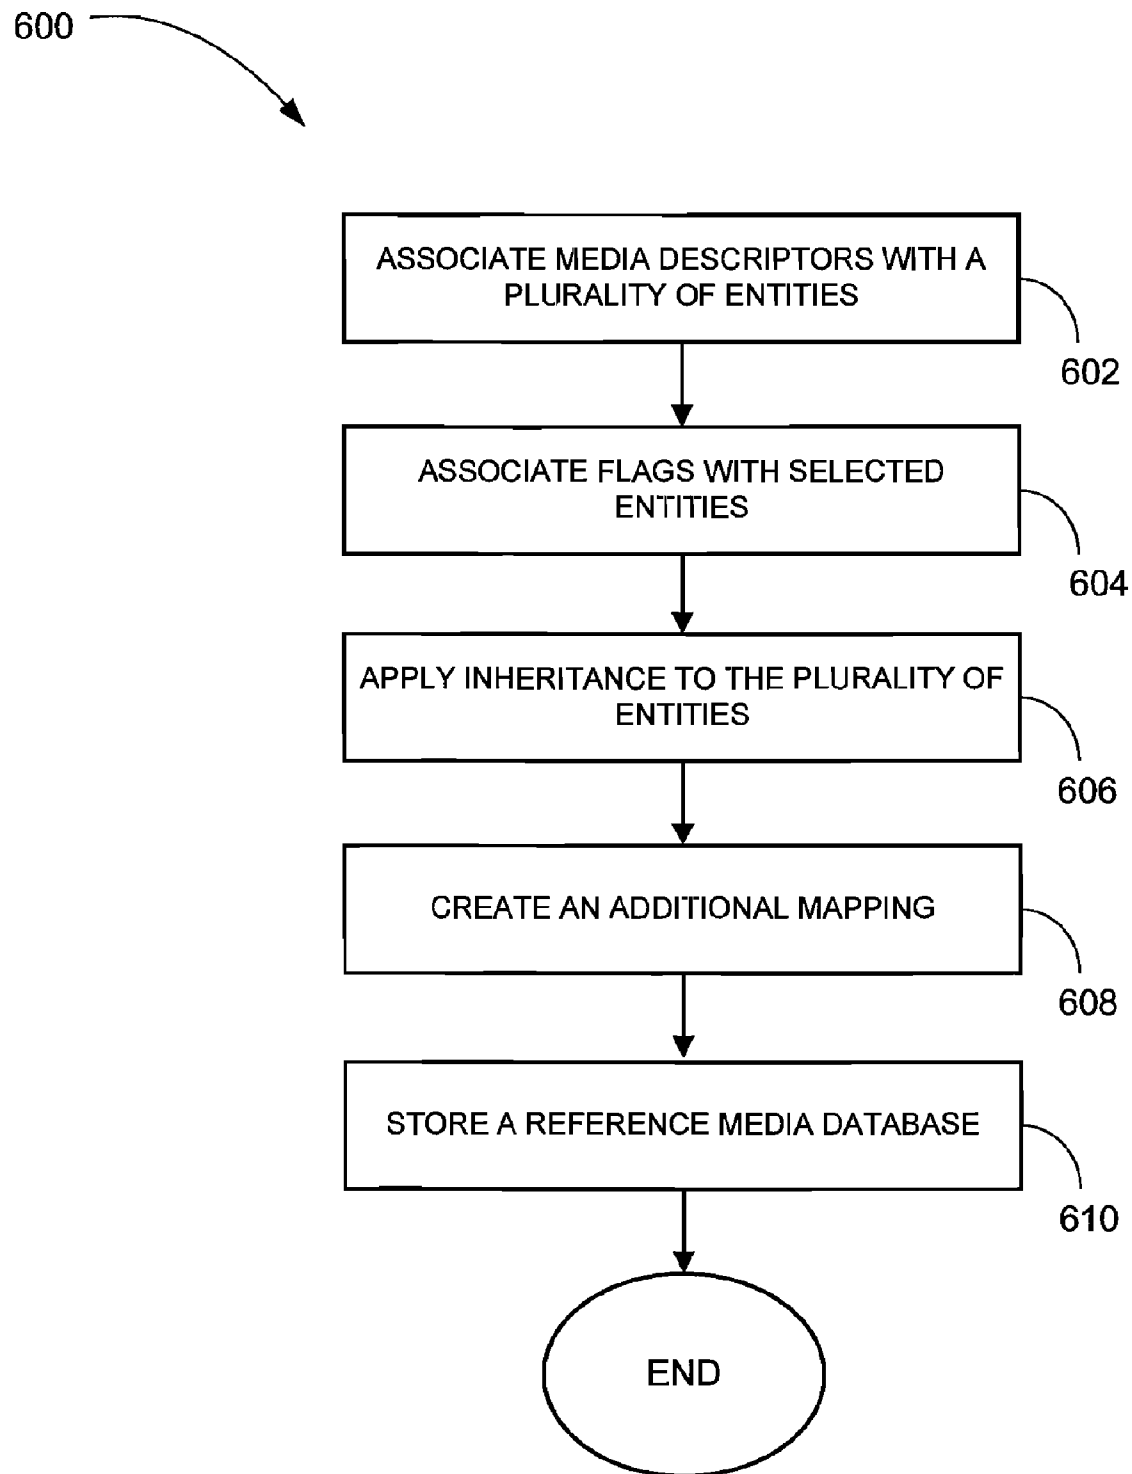 600
ASSOCIATE MEDIA DESCRIPTORS WITH A
PLURALITY OF ENTITIES
602
ASSOCIATE FLAGS WITH SELECTED
ENTITIES
604
APPLY INHERITANCE TO THE PLURALITY OF
ENTITIES
606
CREATE AN ADDITIONAL MAPPING
608
STORE A REFERENCE MEDIA DATABASE
610
END